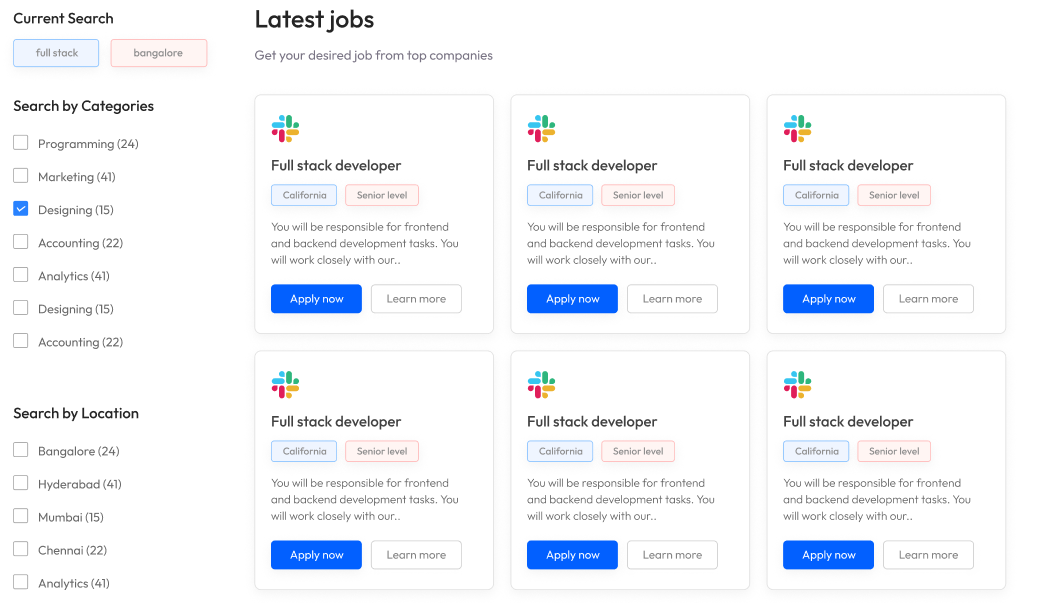 Current Search
full stack
bangalore
Search by Categories
Programming (24)
Marketing (41)
Designing (15)
Accounting (22)
Analytics (41)
Designing (15)
Accounting (22)
Search by Location
Bangalore (24)
Hyderabad (41)
Mumbai (15)
Chennai (22)
Analytics (41)
Latest jobs
Get your desired job from top companies
Full stack developer
California
Senior level
You will be responsible for frontend
and backend development tasks. You
will work closely with our..
Apply now
Learn more
Full stack developer
California
Senior level
You will be responsible for frontend
and backend development tasks. You
will work closely with our..
Apply now
Learn more
Full stack developer
California
Senior level
You will be responsible for frontend
and backend development tasks. You
will work closely with our..
Apply now
Learn more
Full stack developer
California
Senior level
You will be responsible for frontend
and backend development tasks. You
will work closely with our..
Apply now
Learn more
Full stack developer
California
Senior level
You will be responsible for frontend
and backend development tasks. You
will work closely with our..
Apply now
Learn more
Full stack developer
California
Senior level
You will be responsible for frontend
and backend development tasks. You
will work closely with our..
Apply now
Learn more